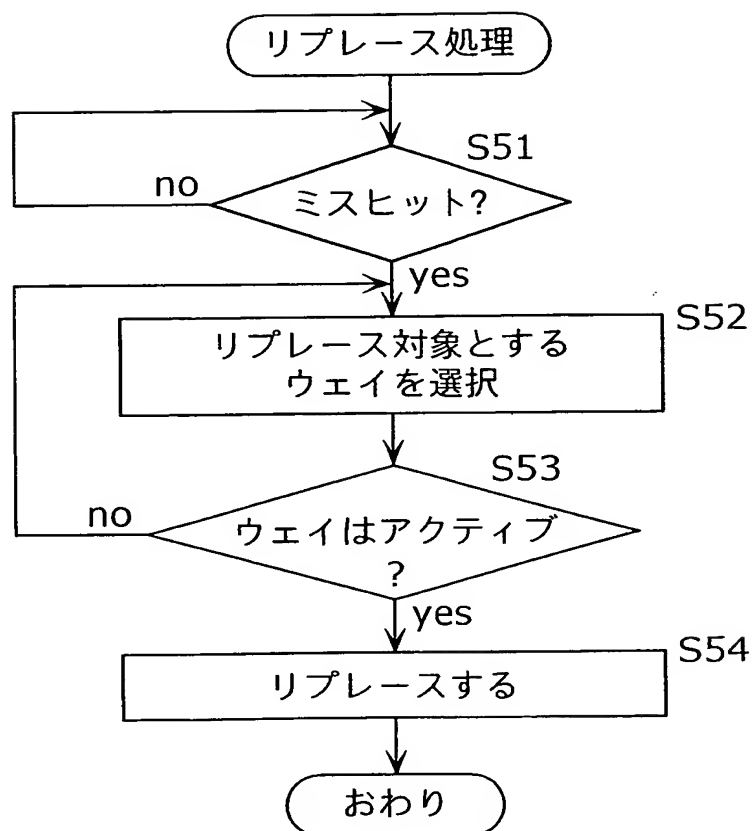 リプレース処理
S51
no
ミスヒット?
yes
S52
リプレース対象とする
ウェイを選択
S53
no
ウェイはアクティブ
?
yes
S54
リプレースする
おわり